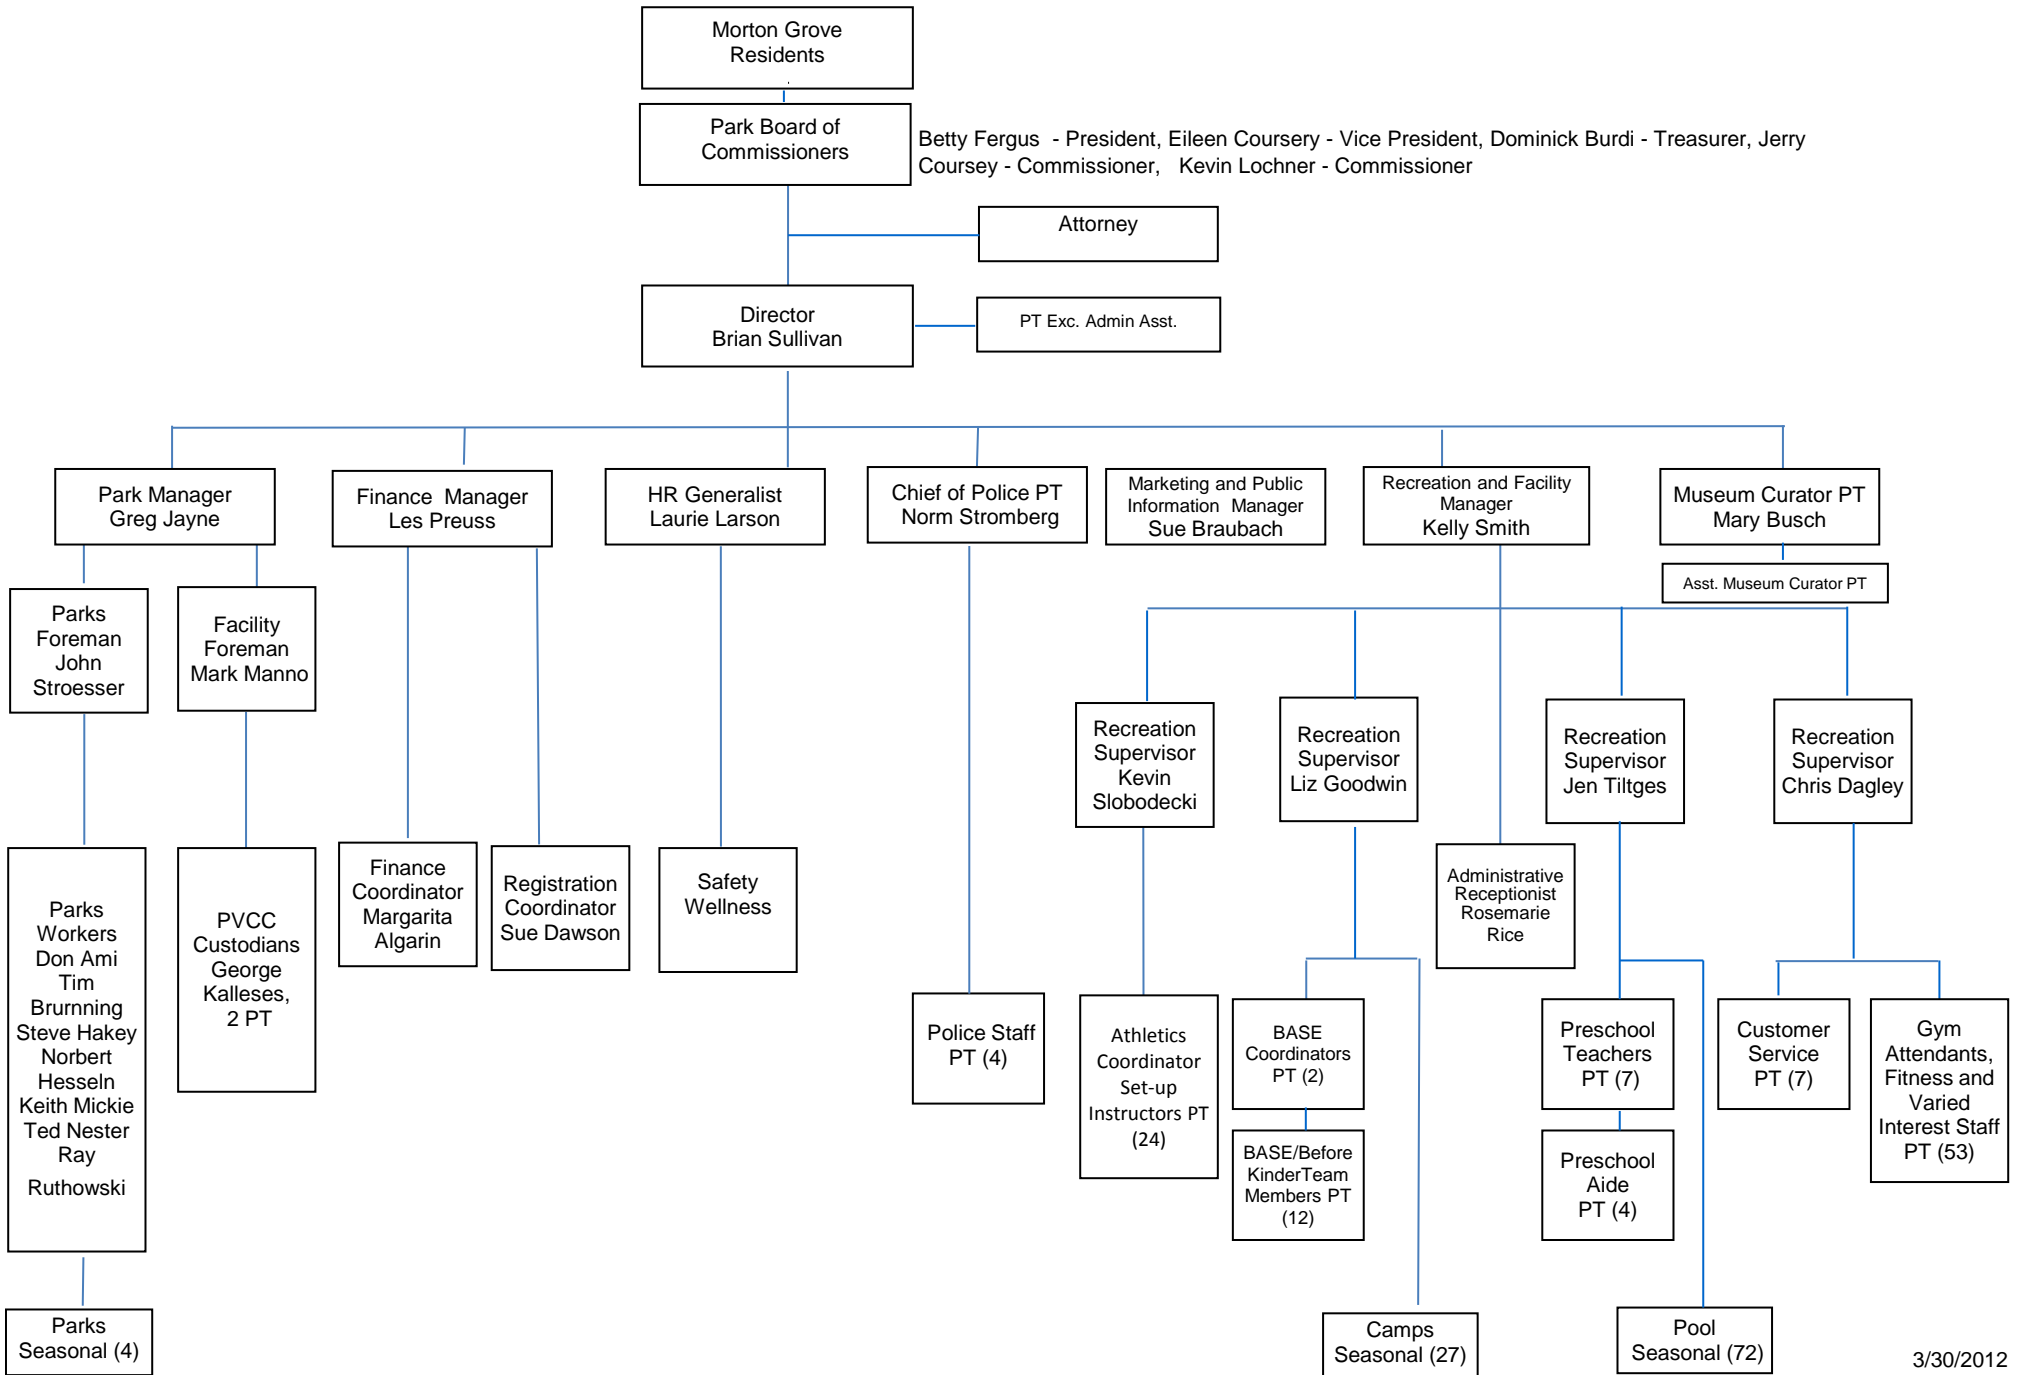 Morton Grove
Residents
Park Board of
Commissioners
Betty Fergus - President, Eileen Coursery - Vice President, Dominick Burdi - Treasurer, Jerry
Coursey - Commissioner, Kevin Lochner - Commissioner
Attorney
Director
Brian Sullivan
PT Exc. Admin Asst.
Park Manager
Greg Jayne
Finance Manager
Les Preuss
HR Generalist
Laurie Larson
Chief of Police PT
Norm Stromberg
Marketing and Public
Information Manager
Sue Braubach
Recreation and Facility
Manager
Kelly Smith
Museum Curator PT
Mary Busch
Asst. Museum Curator PT
Parks
Foreman
John
Stroesser
Facility
Foreman
Mark Manno
Recreation
Supervisor
Kevin
Slobodecki
Recreation
Supervisor
Liz Goodwin
Recreation
Supervisor
Jen Tiltges
Recreation
Supervisor
Chris Dagley
Parks
Workers
Don Ami
Tim
Brurnning
Steve Hakey
Norbert
Hesseln
Keith Mickie
Ted Nester
Ray
Ruthowski
PVCC
Custodians
George
Kalleses,
2 PT
Finance
Coordinator
Margarita
Algarin
Registration
Coordinator
Sue Dawson
Safety
Wellness
Administrative
Receptionist
Rosemarie
Rice
Police Staff
PT (4)
Athletics
Coordinator
Set-up
Instructors PT
(24)
BASE
Coordinators
PT (2)
BASE/Before
KinderTeam
Members PT
(12)
Preschool
Teachers
PT (7)
Preschool
Aide
PT (4)
Customer
Service
PT (7)
Gym
Attendants,
Fitness and
Varied
Interest Staff
PT (53)
Parks
Seasonal (4)
Camps
Seasonal (27)
Pool
Seasonal (72)
3/30/2012